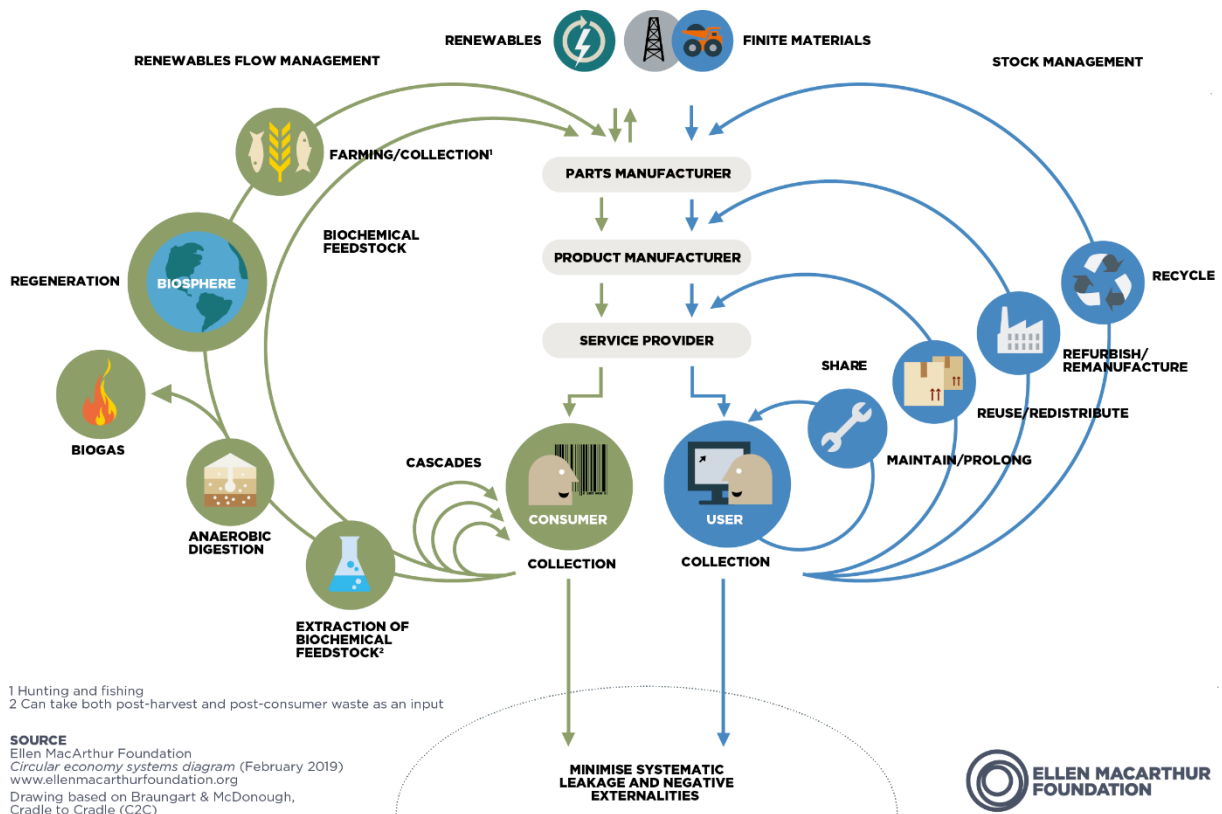 RENEWABLES
FINITE MATERIALS
RENEWABLES FLOW MANAGEMENT
STOCK MANAGEMENT
FARMING/COLLECTION¹
PARTS MANUFACTURER
BIOCHEMICAL
FEEDSTOCK
PRODUCT MANUFACTURER
REGENERATION
BIOSPHERE
RECYCLE
SERVICE PROVIDER
SHARE
REFURBISH/
REMANUFACTURE
REUSE/REDISTRIBUTE
BIOGAS
CASCADES
MAINTAIN/PROLONG
CONSUMER
USER
ANAEROBIC
DIGESTION
COLLECTION
COLLECTION
EXTRACTION OF
BIOCHEMICAL
FEEDSTOCK²
1 Hunting and fishing
2 Can take both post-harvest and post-consumer waste as an input
SOURCE
Ellen MacArthur Foundation
Circular economy systems diagram (February 2019)
www.ellenmacarthurfoundation.org
Drawing based on Braungart & McDonough,
Cradle to Cradle (C2C)
MINIMISE SYSTEMATIC
LEAKAGE AND NEGATIVE
EXTERNALITIES
ELLEN MACARTHUR
FOUNDATION